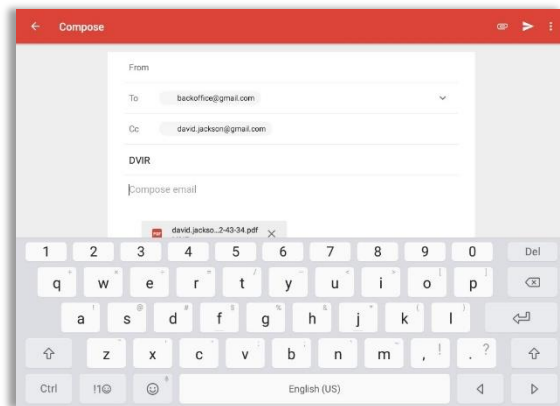 Compose
From
To backoffice@gmail.com
Cc david.jackson@gmail.com
DVIR
Compose email
PDF david.jackso...2-43-34.pdf
1 2 3 4 5 6 7 8 9 0 Del
q w e r t y u i o p
a s d f g h j k l
z x c v b n m , ! . ?
Ctrl !1☺ English (US)